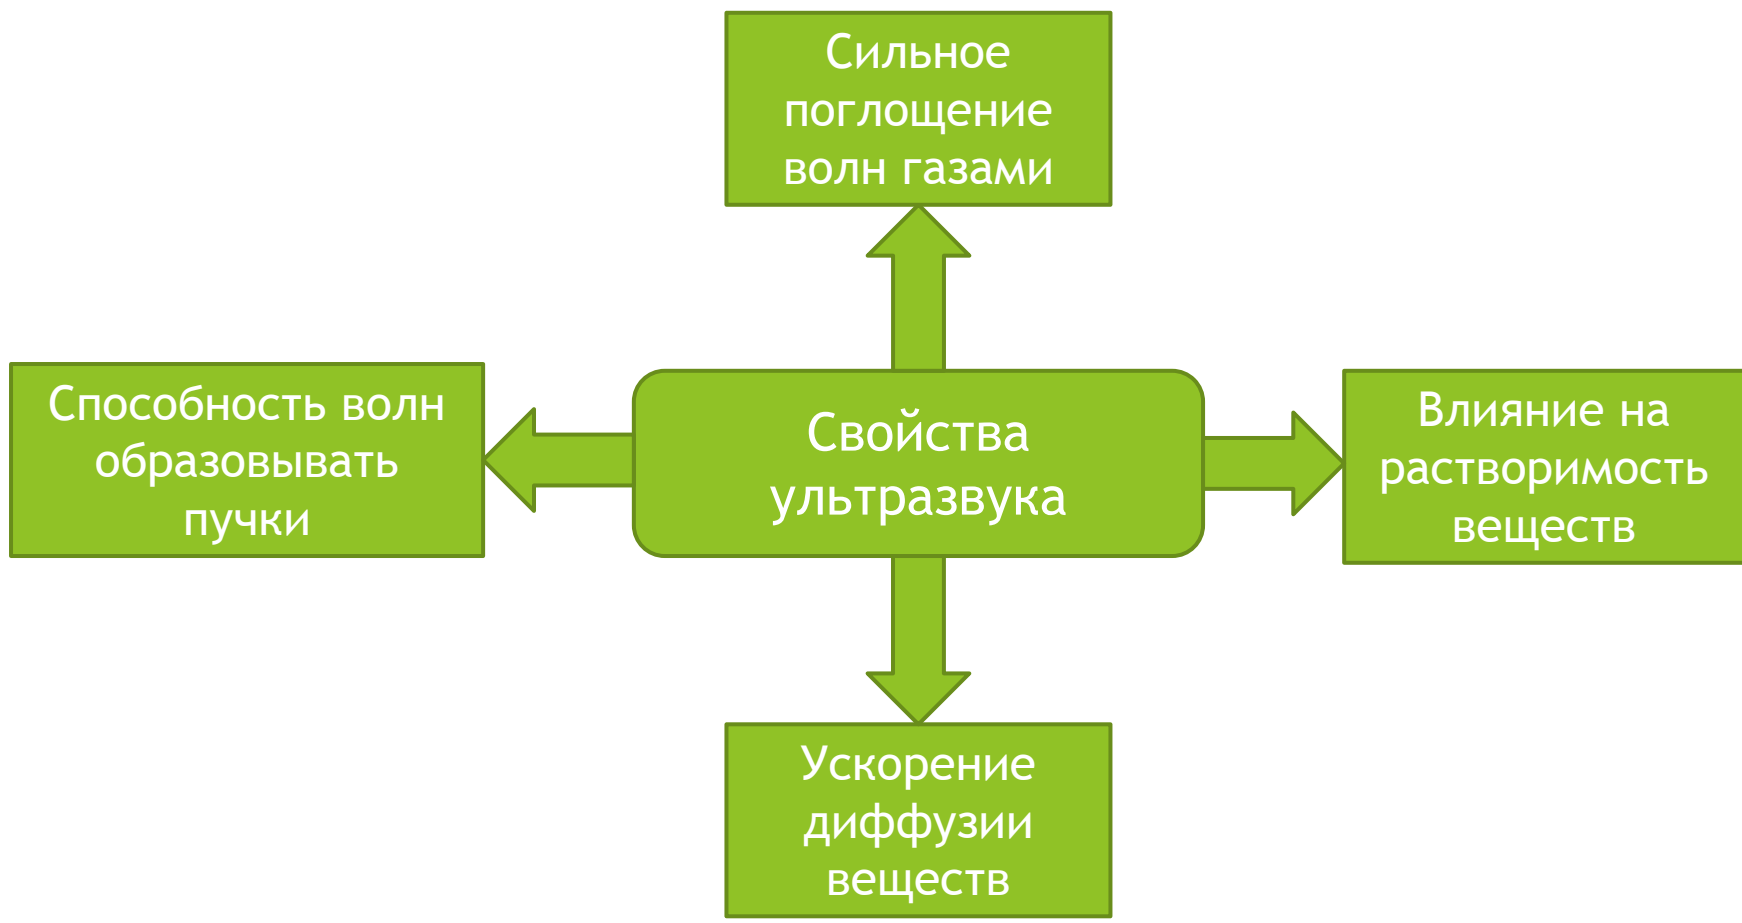 Сильное
поглощение
волн газами
Способность волн
образовывать
пучки
Свойства
ультразвука
Влияние на
растворимость
веществ
Ускорение
диффузии
веществ